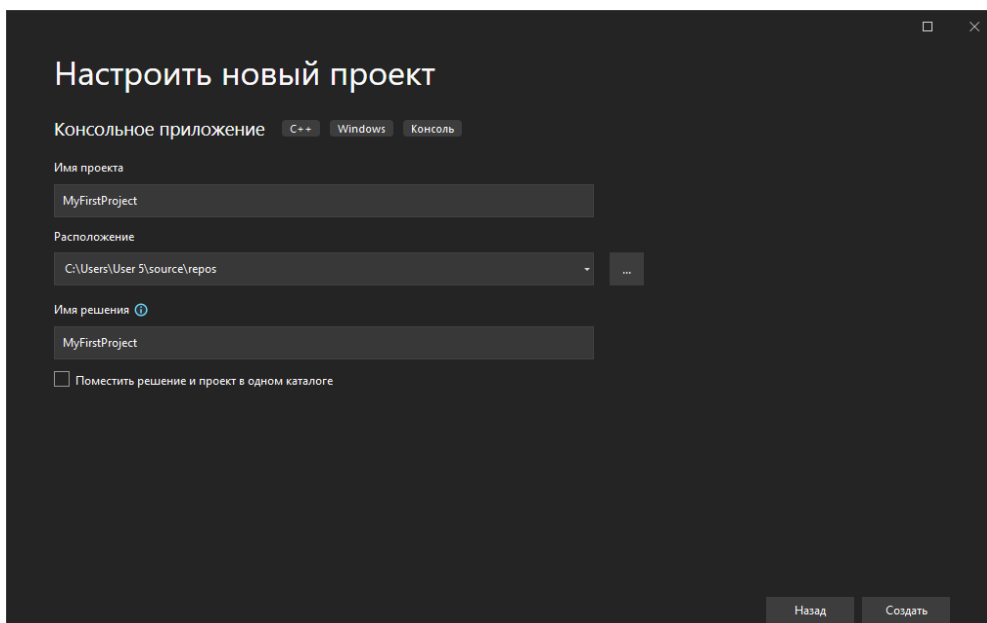 Настроить новый проект
Консольное приложение C++ Windows Консоль
Имя проекта
MyFirstProject
Расположение
C:\Users\User 5\source\repos
...
Имя решения
MyFirstProject
Поместить решение и проект в одном каталоге
Назад Создать